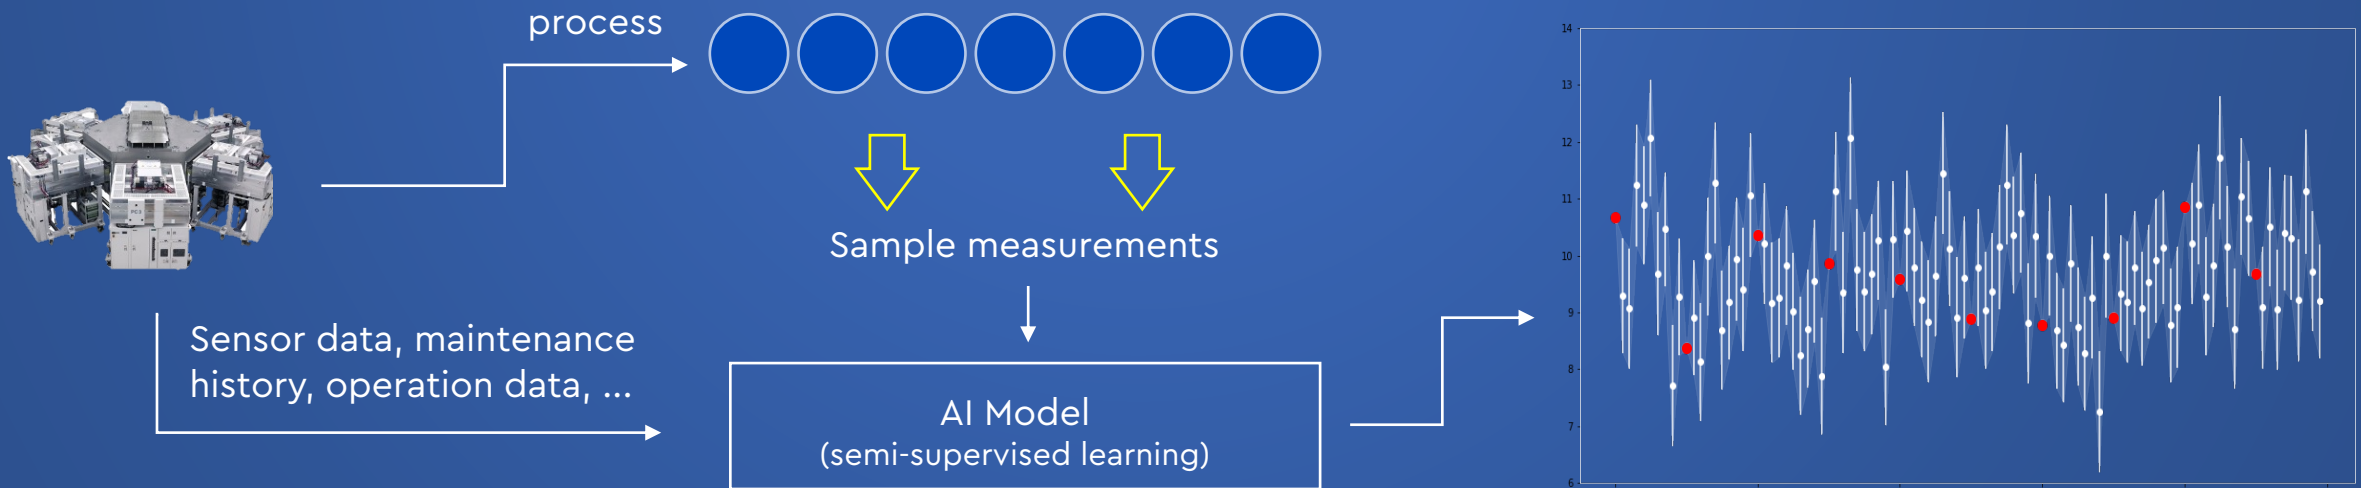 process
Sample measurements
Sensor data, maintenance
history, operation data, ...
AI Model
(semi-supervised learning)
14
13
12
11
10
9
8
7
6